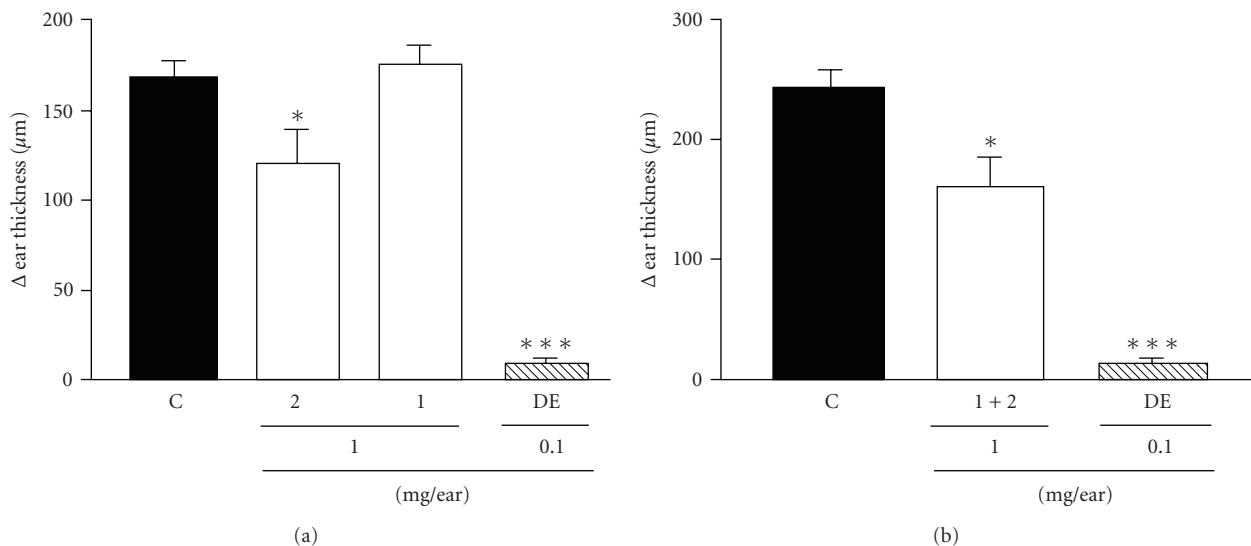 Δ ear thickness (μm)
200
150
100
50
0
*
* * *
C 2 1 DE
1 0.1
(mg/ear)
(a)
Δ ear thickness (μm)
300
200
100
0
*
* * *
C 1 + 2 DE
1 0.1
(mg/ear)
(b)